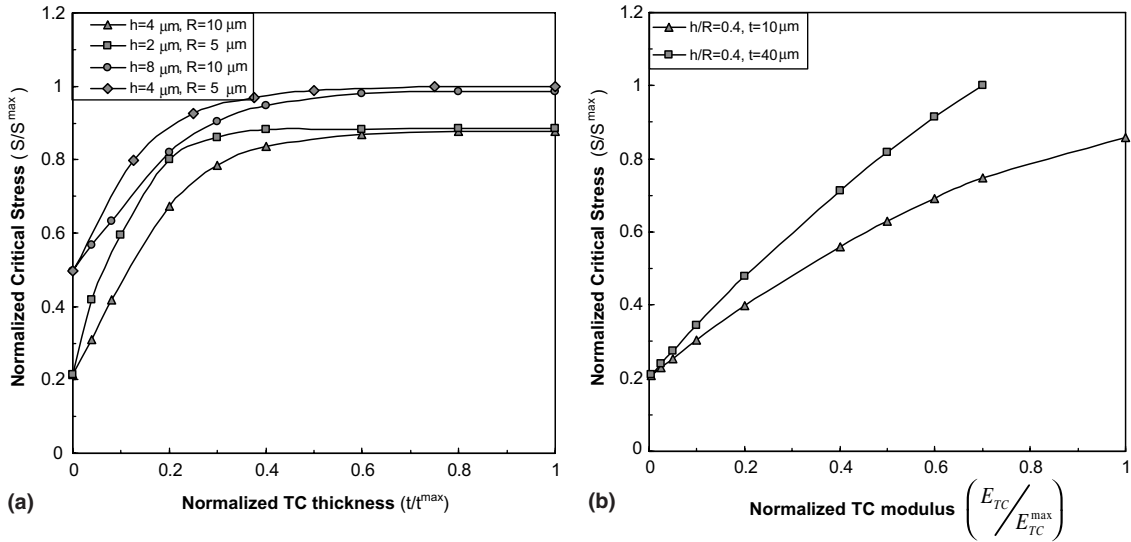 1.2
1
0.8
0.6
0.4
0.2
0
Normalized Critical Stress (S/S^max)
h=4 μm, R=10 μm
h=2 μm, R= 5 μm
h=8 μm, R=10 μm
h=4 μm, R= 5 μm
0 0.2 0.4 0.6 0.8 1
(a) Normalized TC thickness (t/t^max)
1.2
1
0.8
0.6
0.4
0.2
0
Normalized Critical Stress (S/S^max)
h/R=0.4, t=10μm
h/R=0.4, t=40μm
0 0.2 0.4 0.6 0.8 1
(b) Normalized TC modulus (E_TC / E_TC^max)